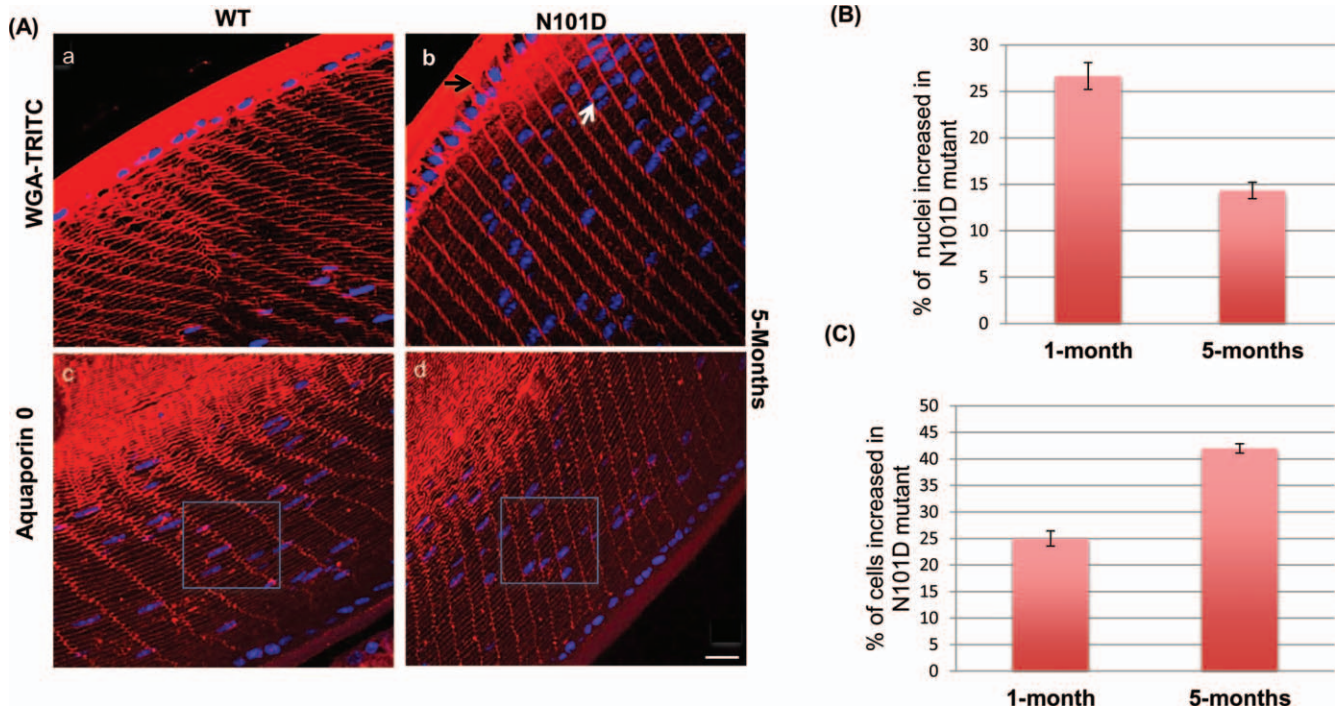 (A)
WT
N101D
WGA-TRITC
a
b
Aquaporin 0
c
d
5-Months
(B)
% of nuclei increased in
N101D mutant
30
25
20
15
10
5
0
1-month
5-months
(C)
% of cells increased in
N101D mutant
50
45
40
35
30
25
20
15
10
5
0
1-month
5-months